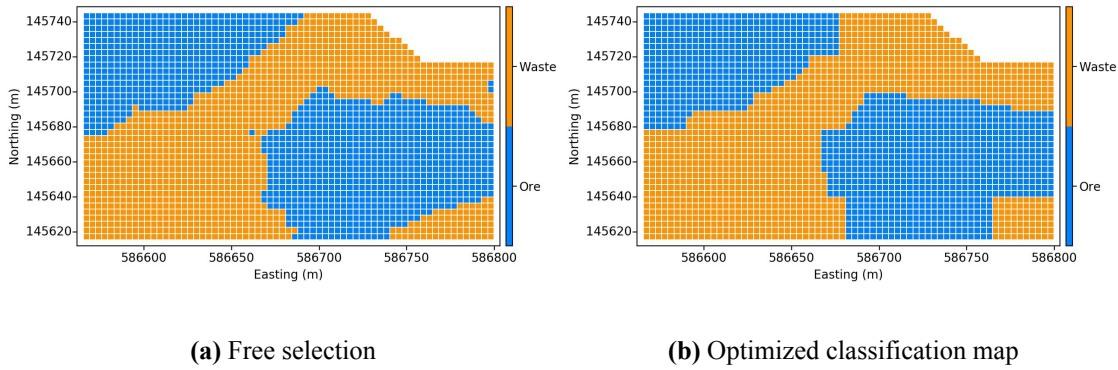 145740
145720
145700
145680
145660
145640
145620
Northing (m)
586600
586650
586700
586750
586800
Easting (m)
Waste
Ore
145740
145720
145700
145680
145660
145640
145620
Northing (m)
586600
586650
586700
586750
586800
Easting (m)
Waste
Ore
(a) Free selection
(b) Optimized classification map